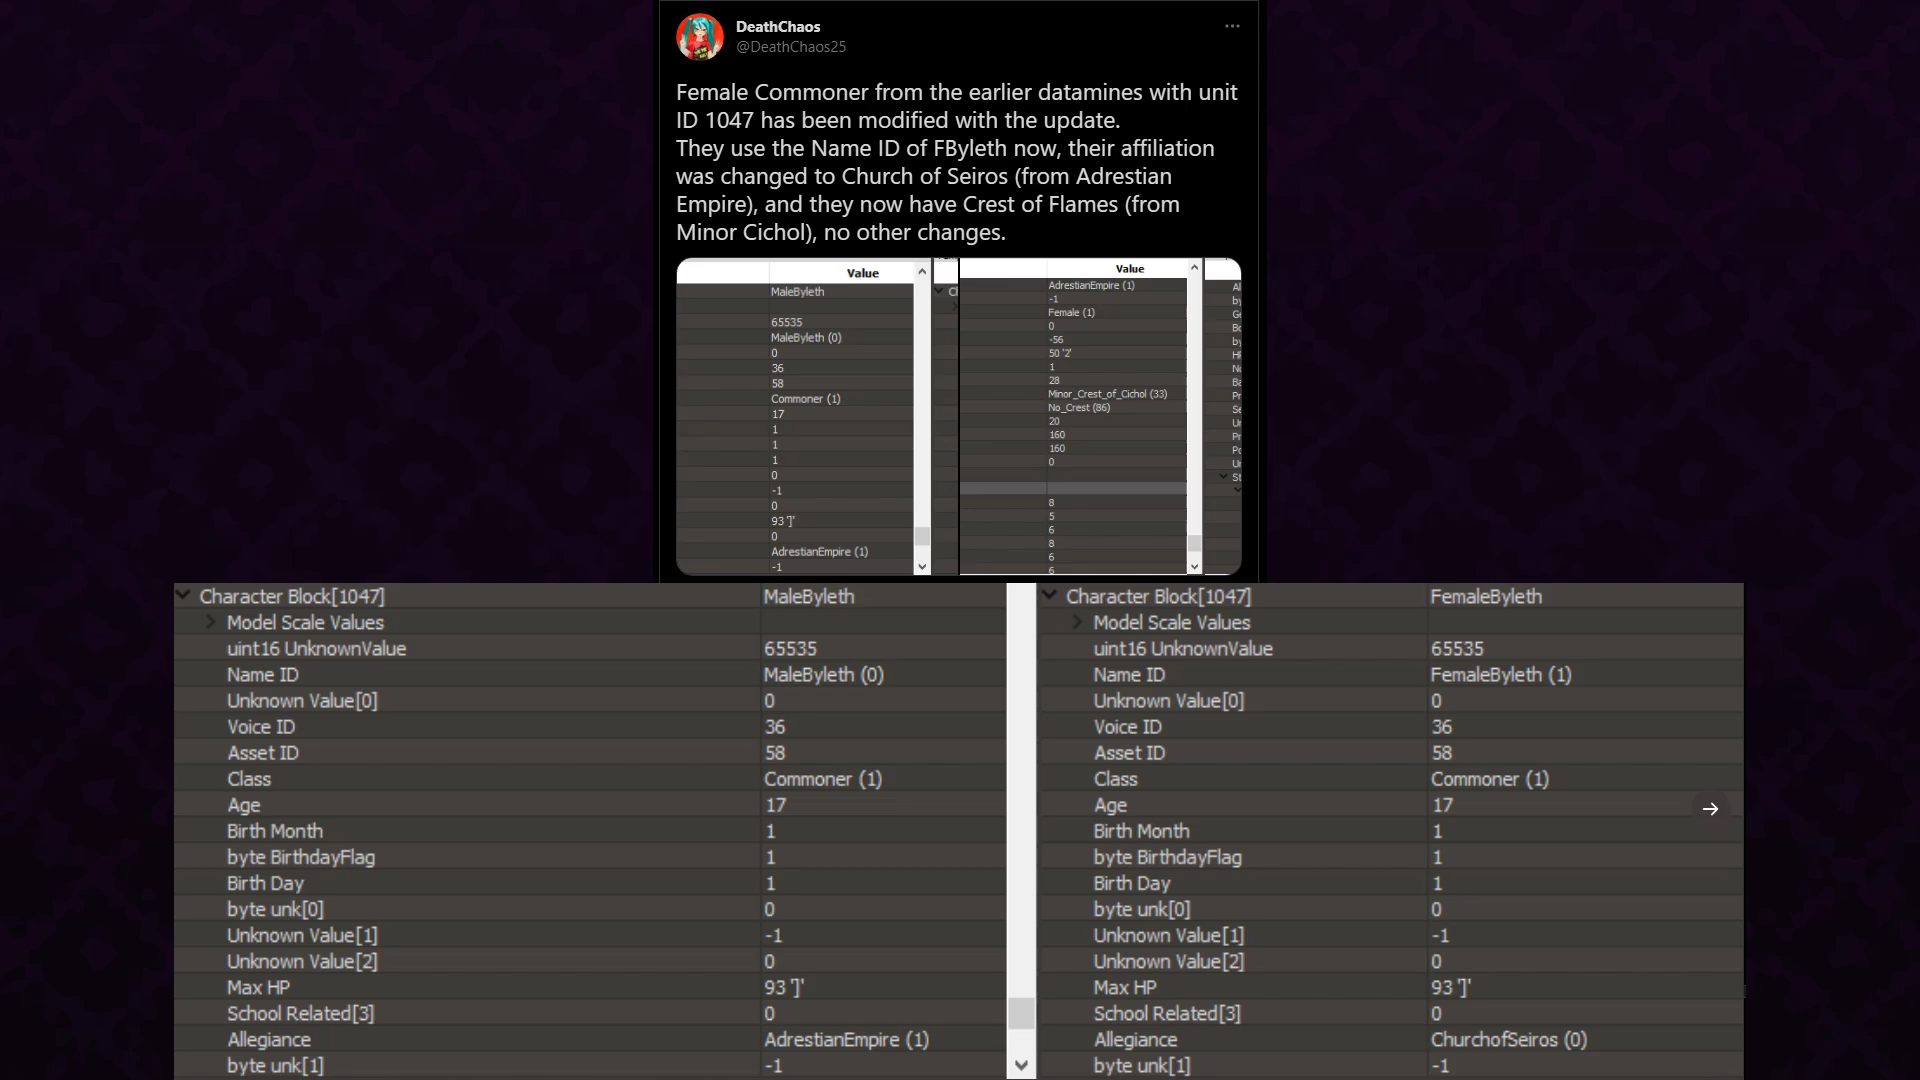 DeathChaos
@DeathChaos25
Female Commoner from the earlier datamines with unit
ID 1047 has been modified with the update.
They use the Name ID of FByleth now, their affiliation
was changed to Church of Seiros (from Adrestian
Empire), and they now have Crest of Flames (from
Minor Cichol), no other changes.
Value
MaleByleth
65535
MaleByleth (0)
0
36
58
Commoner (1)
17
1
1
1
0
-1
0
93 ']'
0
AdrestianEmpire (1)
-1
Value
AdrestianEmpire (1)
-1
Female (1)
0
-56
50 '2'
1
28
Minor_Crest_of_Cichol (33)
No_Crest (86)
20
160
160
0
8
5
6
8
6
6
Character Block[1047] MaleByleth
Model Scale Values
uint16 UnknownValue 65535
Name ID MaleByleth (0)
Unknown Value[0] 0
Voice ID 36
Asset ID 58
Class Commoner (1)
Age 17
Birth Month 1
byte BirthdayFlag 1
Birth Day 1
byte unk[0] 0
Unknown Value[1] -1
Unknown Value[2] 0
Max HP 93 ']'
School Related[3] 0
Allegiance AdrestianEmpire (1)
byte unk[1] -1
Character Block[1047] FemaleByleth
Model Scale Values
uint16 UnknownValue 65535
Name ID FemaleByleth (1)
Unknown Value[0] 0
Voice ID 36
Asset ID 58
Class Commoner (1)
Age 17
Birth Month 1
byte BirthdayFlag 1
Birth Day 1
byte unk[0] 0
Unknown Value[1] -1
Unknown Value[2] 0
Max HP 93 ']'
School Related[3] 0
Allegiance ChurchofSeiros (0)
byte unk[1] -1